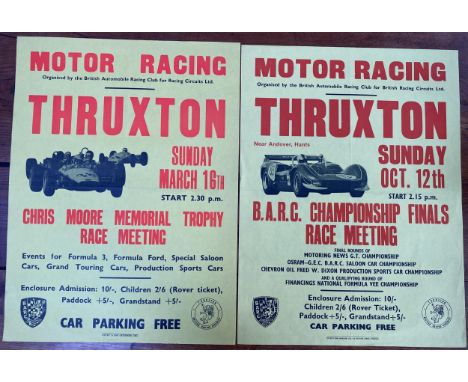 MOTOR RACING
Organised by the British Automobile Racing Club for Racing Circuits Ltd.
THRUXTON
SUNDAY
MARCH 16TH
START 2.30 p.m.
CHRIS MOORE MEMORIAL TROPHY
RACE MEETING
Events for Formula 3, Formula Ford, Special Saloon
Cars, Grand Touring Cars, Production Sports Cars
Enclosure Admission: 10/-, Children 2/6 (Rover Ticket),
Paddock +5/-, Grandstand +5/-
CAR PARKING FREE
MOTOR RACING
Organised by the British Automobile Racing Club for British Racing Circuits Ltd.
THRUXTON
Near Andover, Hants
SUNDAY
OCT. 12th
START 2.15 p.m.
B.A.R.C. CHAMPIONSHIP FINALS
RACE MEETING
FINAL ROUNDS OF
MOTORING NEWS G.T. CHAMPIONSHIP
OSRAM-G.E.C. B.A.R.C. SALOON CAR CHAMPIONSHIP
CHEVRON OIL FRED W. DIXON PRODUCTION SPORTS CAR CHAMPIONSHIP
AND A QUALIFYING ROUND OF
FINANCINGS NATIONAL FORMULA VEE CHAMPIONSHIP
Enclosure Admission: 10/-
Children 2/6 (Rover Ticket),
Paddock +5/-, Grandstand+5/-
CAR PARKING FREE